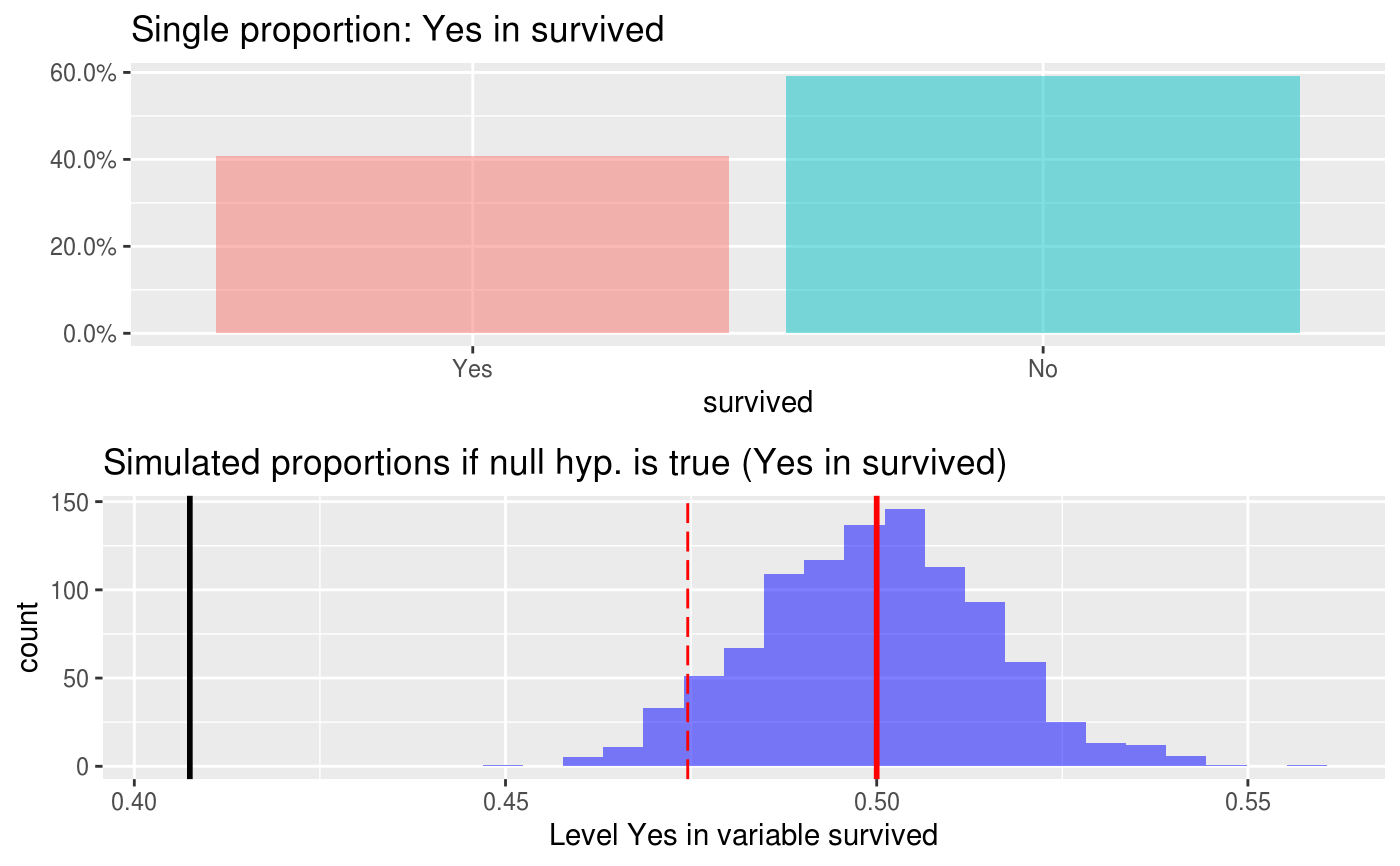 Single proportion: Yes in survived
60.0%
40.0%
20.0%
0.0%
Yes No
survived
Simulated proportions if null hyp. is true (Yes in survived)
150
100
50
0
count
0.40 0.45 0.50 0.55
Level Yes in variable survived